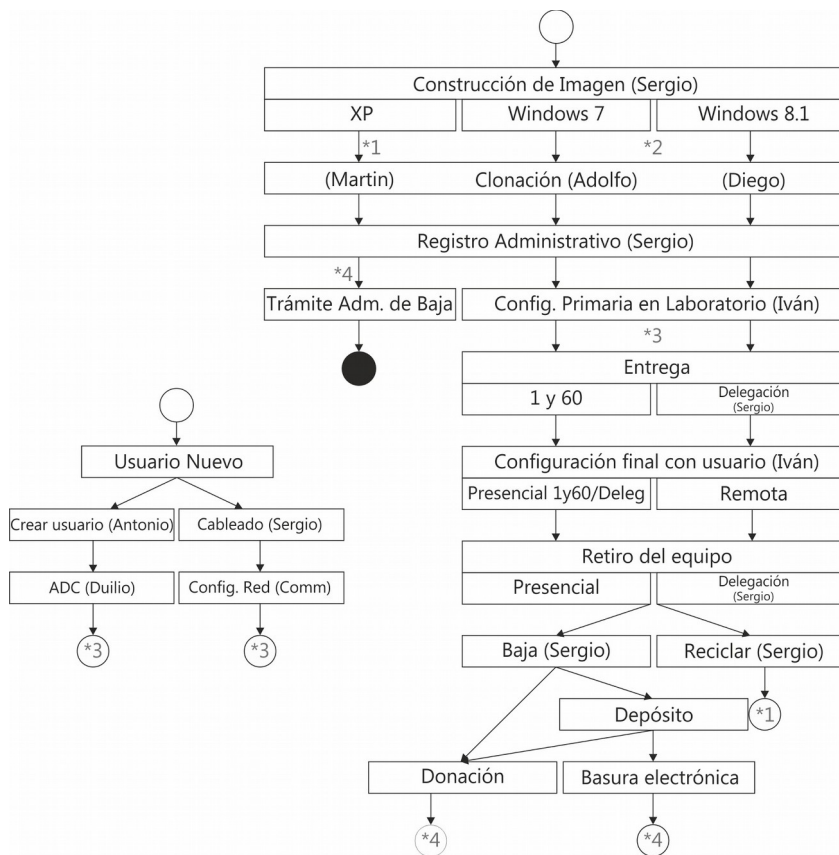 Construcción de Imagen (Sergio)
XP
Windows 7
Windows 8.1
*1
*2
(Martin)
Clonación (Adolfo)
(Diego)
Registro Administrativo (Sergio)
*4
Trámite Adm. de Baja
Config. Primaria en Laboratorio (Iván)
*3
Entrega
1 y 60
Delegación
(Sergio)
Usuario Nuevo
Configuración final con usuario (Iván)
Presencial 1y60/Deleg
Remota
Crear usuario (Antonio)
Cableado (Sergio)
Retiro del equipo
Presencial
Delegación
(Sergio)
ADC (Duilio)
Config. Red (Comm)
*3
*3
Baja (Sergio)
Reciclar (Sergio)
*1
Depósito
Donación
Basura electrónica
*4
*4